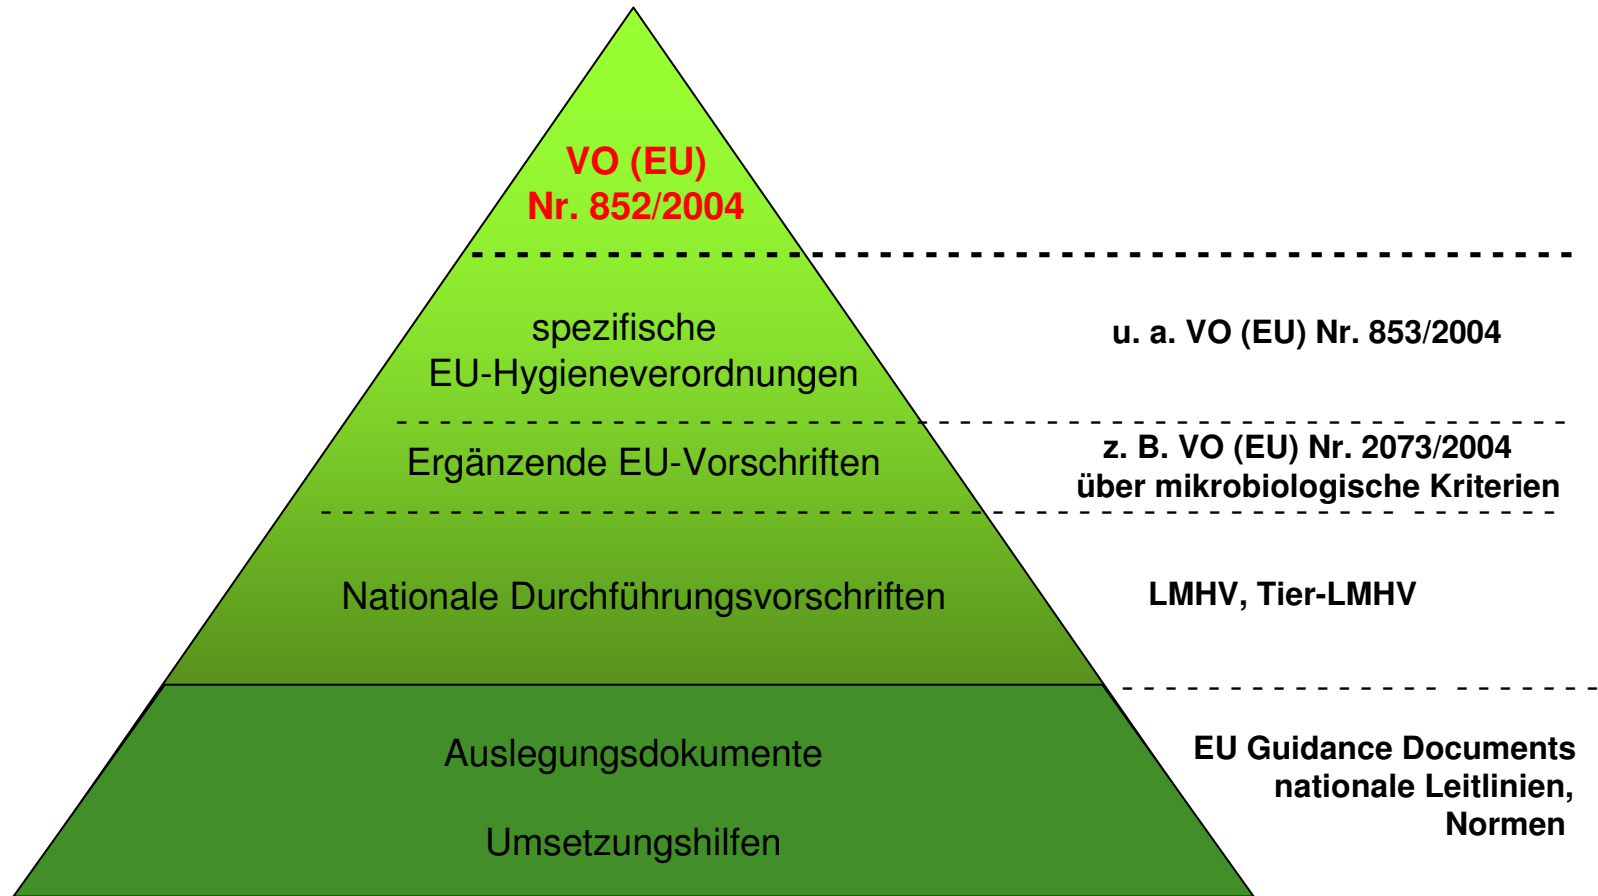 VO (EU)
Nr. 852/2004
spezifische
EU-Hygieneverordnungen
u. a. VO (EU) Nr. 853/2004
Ergänzende EU-Vorschriften
z. B. VO (EU) Nr. 2073/2004
über mikrobiologische Kriterien
Nationale Durchführungsvorschriften
LMHV, Tier-LMHV
Auslegungsdokumente
Umsetzungshilfen
EU Guidance Documents
nationale Leitlinien,
Normen